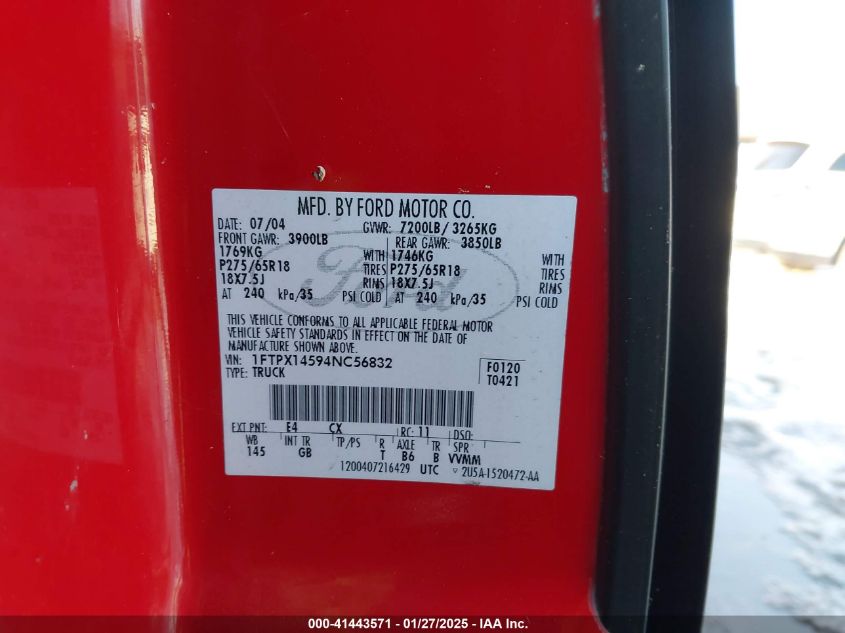 MFD. BY FORD MOTOR CO.
DATE: 07/04 GVWR: 7200LB/ 3265KG
FRONT GAWR: 3900LB REAR GAWR: 3850LB
1769KG WITH 1746KG WITH
P275/65R18 TIRES P275/65R18 TIRES
18X7.5J RIMS 18X7.5J RIMS
AT 240 kPa/35 PSI COLD AT 240 kPa/35 PSI COLD
Ford
THIS VEHICLE CONFORMS TO ALL APPLICABLE FEDERAL MOTOR
VEHICLE SAFETY STANDARDS IN EFFECT ON THE DATE OF
MANUFACTURE SHOWN ABOVE.
VIN: 1FTPX14594NC56832 F0120
TYPE: TRUCK T0421
EXT PNT: E4 CX RC: 11 DSO:
WB INT TR TP/PS R AXLE TR SPR
145 GB T B6 B VVMM
1200407216429 UTC 2U5A-1520472-AA
000-41443571 - 01/27/2025 - IAA Inc.